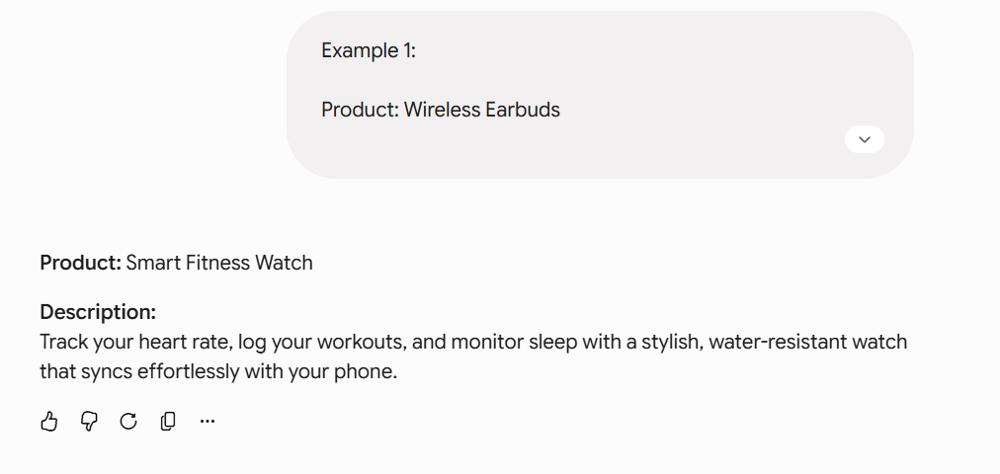 Example 1:
Product: Wireless Earbuds
Product: Smart Fitness Watch
Description:
Track your heart rate, log your workouts, and monitor sleep with a stylish, water-resistant watch
that syncs effortlessly with your phone.